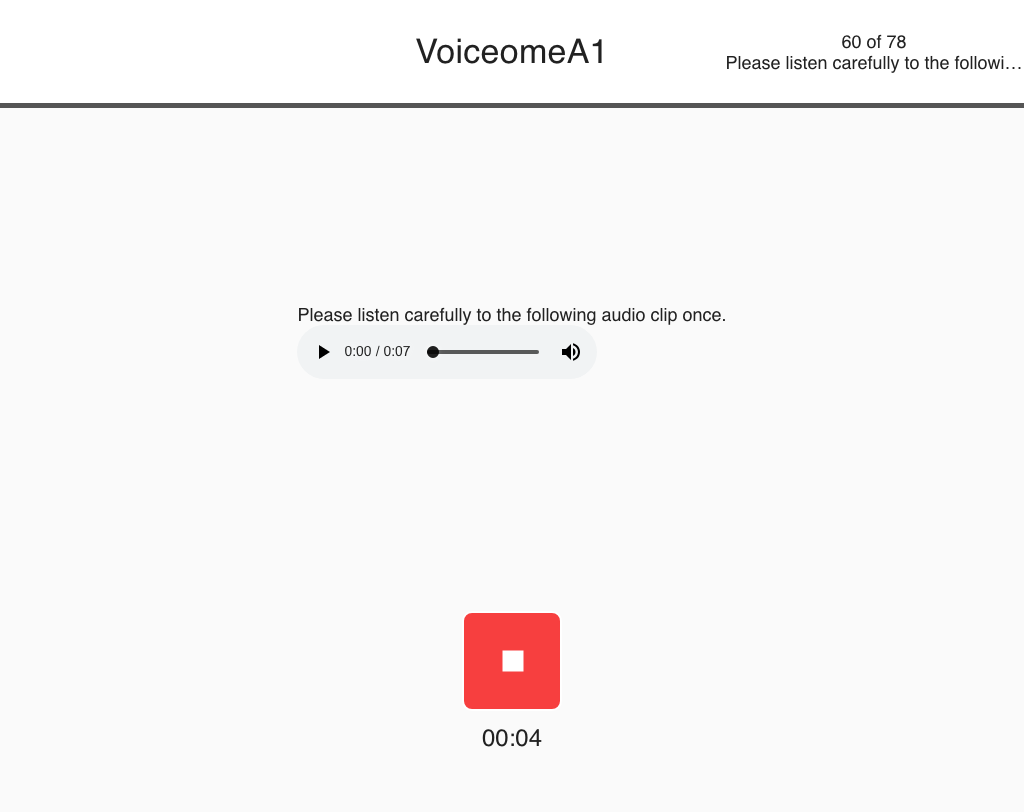 VoiceomeA1
60 of 78
Please listen carefully to the followi…
Please listen carefully to the following audio clip once.
0:00 / 0:07
00:04